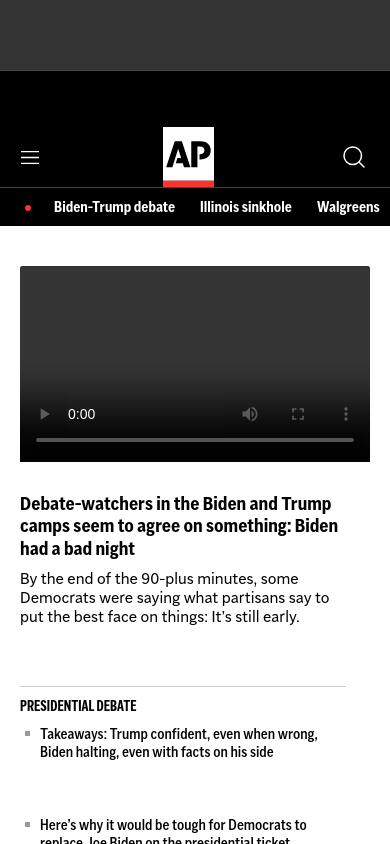 AP
Biden-Trump debate Illinois sinkhole Walgreens
0:00
Debate-watchers in the Biden and Trump
camps seem to agree on something: Biden
had a bad night
By the end of the 90-plus minutes, some
Democrats were saying what partisans say to
put the best face on things: It's still early.
PRESIDENTIAL DEBATE
Takeaways: Trump confident, even when wrong,
Biden halting, even with facts on his side
Here's why it would be tough for Democrats to
replace Joe Biden on the presidential ticket